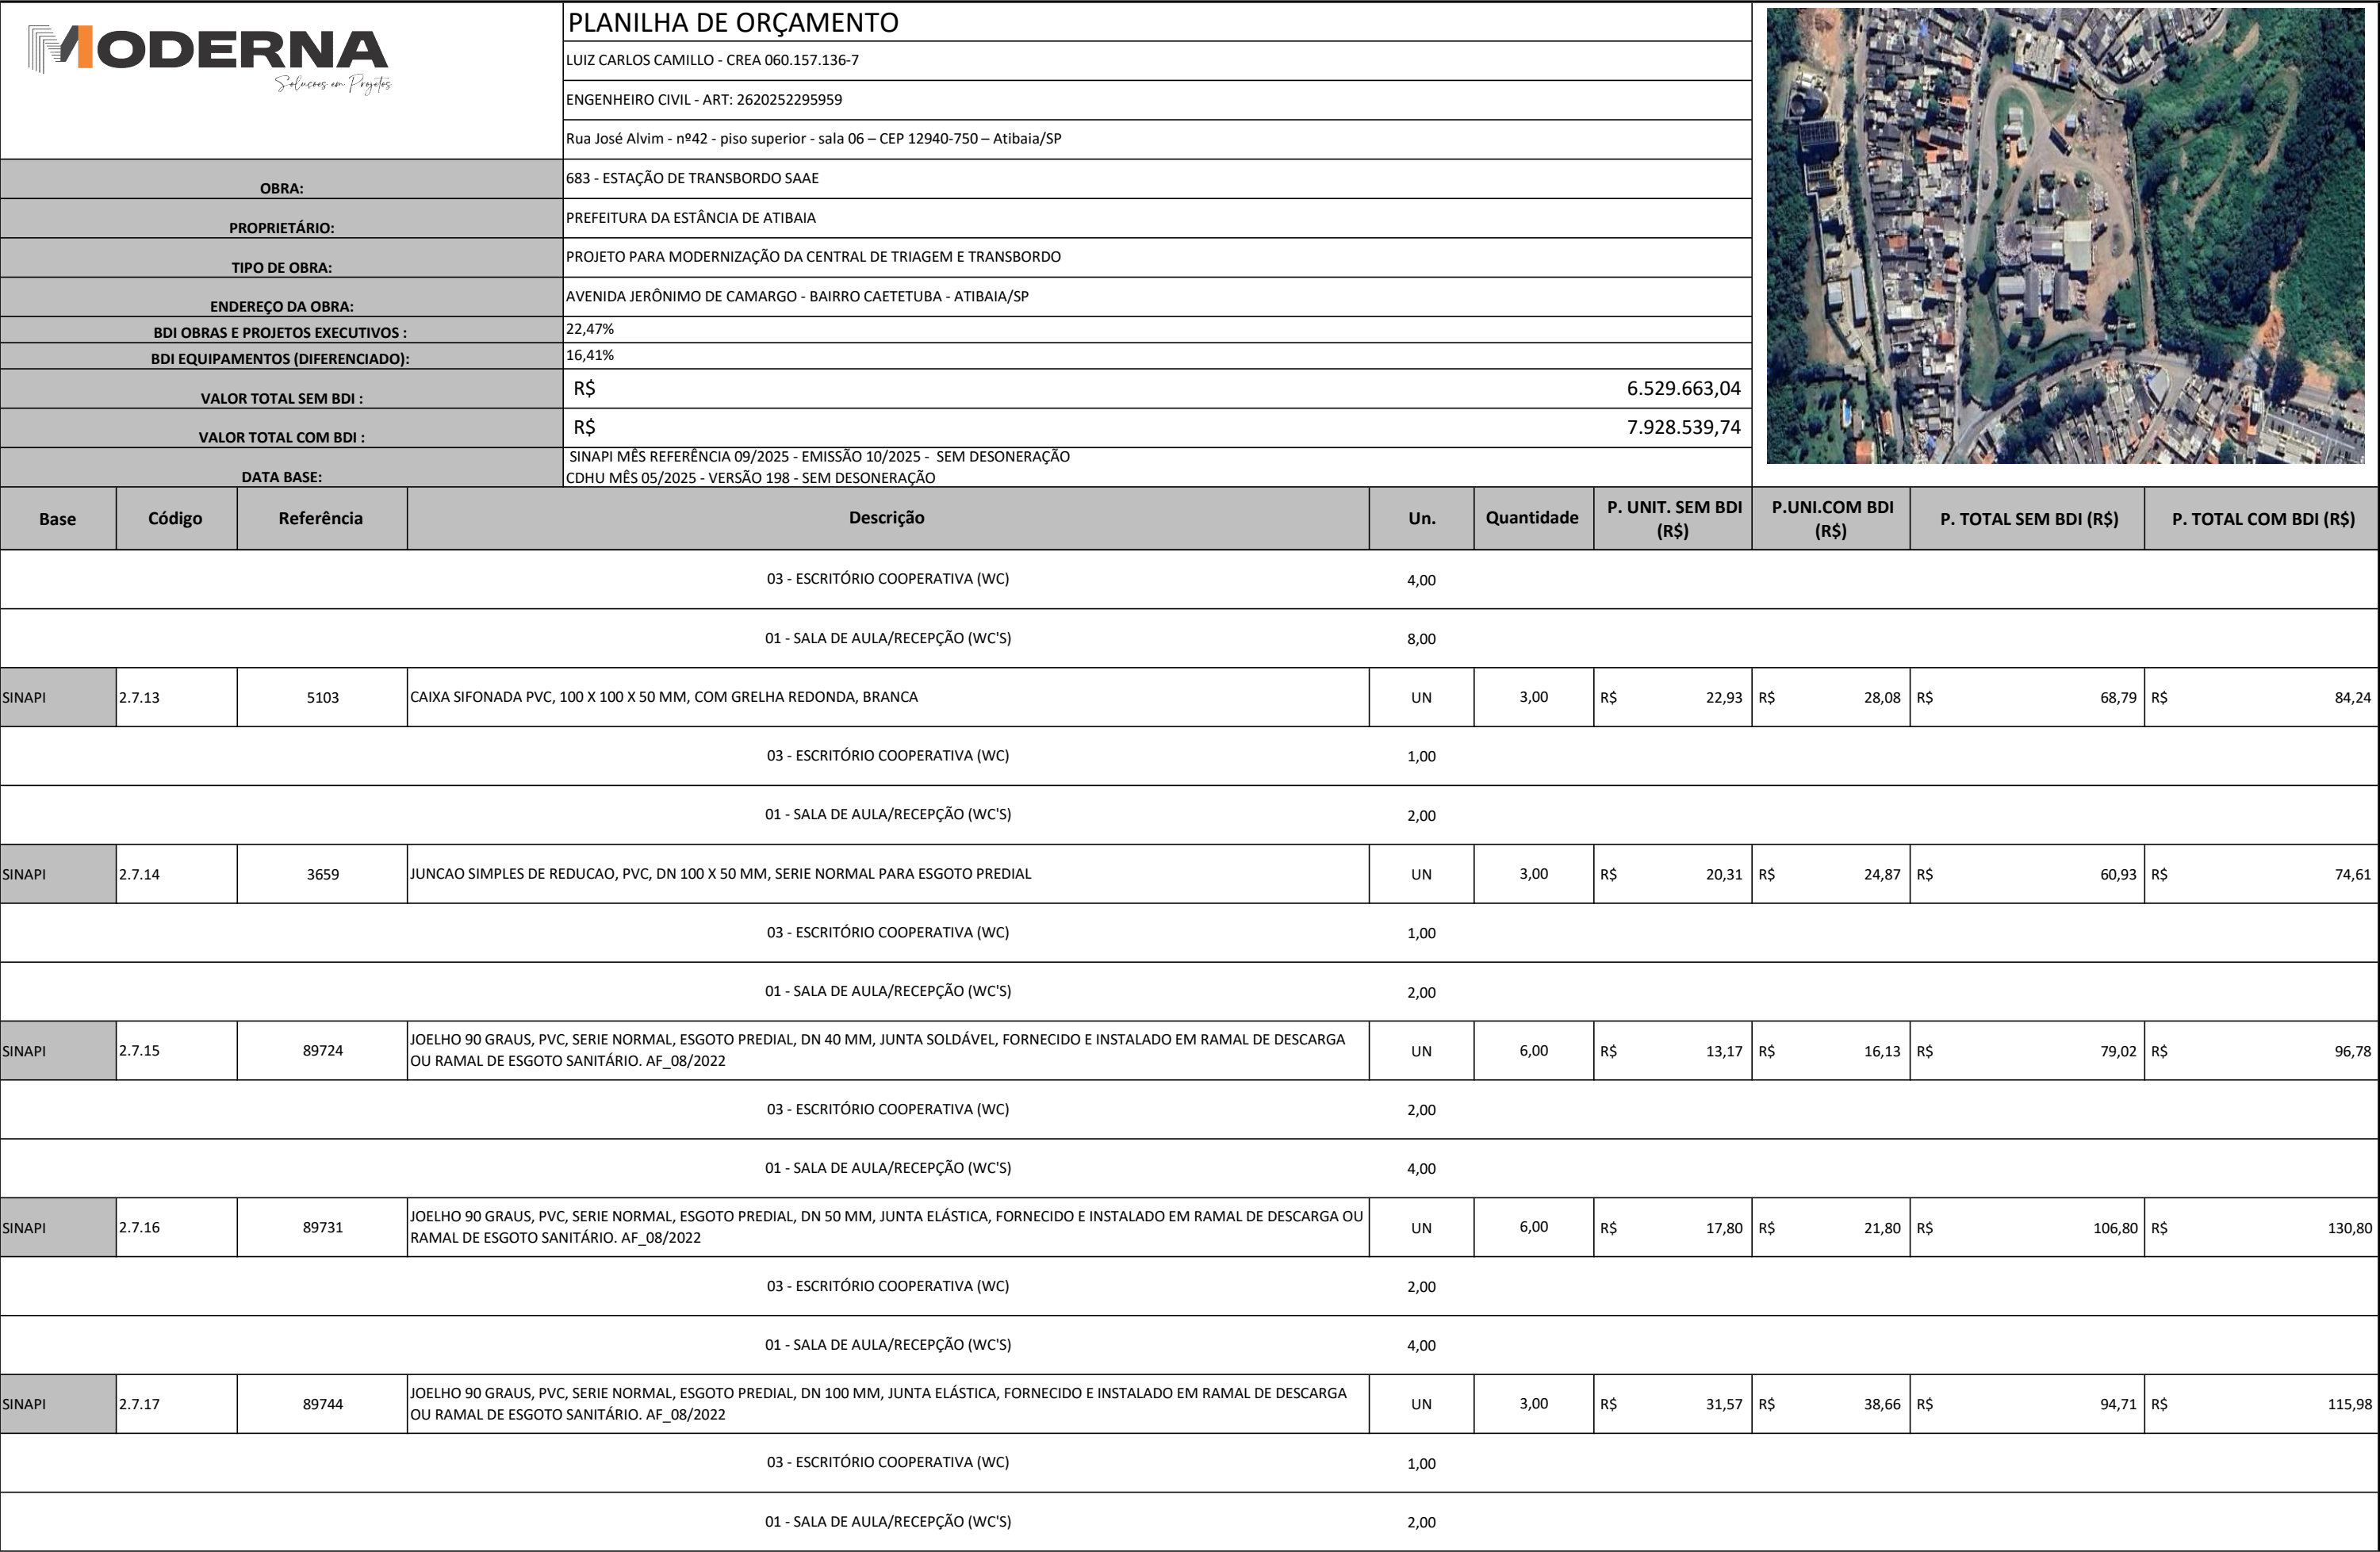 MODERNA
Soluções em Projetos
PLANILHA DE ORÇAMENTO
LUIZ CARLOS CAMILLO - CREA 060.157.136-7
ENGENHEIRO CIVIL - ART: 2620252295959
Rua José Alvim - nº42 - piso superior - sala 06 – CEP 12940-750 – Atibaia/SP
OBRA: 683 - ESTAÇÃO DE TRANSBORDO SAAE
PROPRIETÁRIO: PREFEITURA DA ESTÂNCIA DE ATIBAIA
TIPO DE OBRA: PROJETO PARA MODERNIZAÇÃO DA CENTRAL DE TRIAGEM E TRANSBORDO
ENDEREÇO DA OBRA: AVENIDA JERÔNIMO DE CAMARGO - BAIRRO CAETETUBA - ATIBAIA/SP
BDI OBRAS E PROJETOS EXECUTIVOS : 22,47%
BDI EQUIPAMENTOS (DIFERENCIADO): 16,41%
VALOR TOTAL SEM BDI : R$ 6.529.663,04
VALOR TOTAL COM BDI : R$ 7.928.539,74
DATA BASE: SINAPI MÊS REFERÊNCIA 09/2025 - EMISSÃO 10/2025 - SEM DESONERAÇÃO
CDHU MÊS 05/2025 - VERSÃO 198 - SEM DESONERAÇÃO
Base Código Referência Descrição Un. Quantidade P. UNIT. SEM BDI (R$) P.UNI.COM BDI (R$) P. TOTAL SEM BDI (R$) P. TOTAL COM BDI (R$)
03 - ESCRITÓRIO COOPERATIVA (WC) 4,00
01 - SALA DE AULA/RECEPÇÃO (WC'S) 8,00
SINAPI 2.7.13 5103 CAIXA SIFONADA PVC, 100 X 100 X 50 MM, COM GRELHA REDONDA, BRANCA UN 3,00 R$ 22,93 R$ 28,08 R$ 68,79 R$ 84,24
03 - ESCRITÓRIO COOPERATIVA (WC) 1,00
01 - SALA DE AULA/RECEPÇÃO (WC'S) 2,00
SINAPI 2.7.14 3659 JUNCAO SIMPLES DE REDUCAO, PVC, DN 100 X 50 MM, SERIE NORMAL PARA ESGOTO PREDIAL UN 3,00 R$ 20,31 R$ 24,87 R$ 60,93 R$ 74,61
03 - ESCRITÓRIO COOPERATIVA (WC) 1,00
01 - SALA DE AULA/RECEPÇÃO (WC'S) 2,00
SINAPI 2.7.15 89724 JOELHO 90 GRAUS, PVC, SERIE NORMAL, ESGOTO PREDIAL, DN 40 MM, JUNTA SOLDÁVEL, FORNECIDO E INSTALADO EM RAMAL DE DESCARGA
OU RAMAL DE ESGOTO SANITÁRIO. AF_08/2022 UN 6,00 R$ 13,17 R$ 16,13 R$ 79,02 R$ 96,78
03 - ESCRITÓRIO COOPERATIVA (WC) 2,00
01 - SALA DE AULA/RECEPÇÃO (WC'S) 4,00
SINAPI 2.7.16 89731 JOELHO 90 GRAUS, PVC, SERIE NORMAL, ESGOTO PREDIAL, DN 50 MM, JUNTA ELÁSTICA, FORNECIDO E INSTALADO EM RAMAL DE DESCARGA OU
RAMAL DE ESGOTO SANITÁRIO. AF_08/2022 UN 6,00 R$ 17,80 R$ 21,80 R$ 106,80 R$ 130,80
03 - ESCRITÓRIO COOPERATIVA (WC) 2,00
01 - SALA DE AULA/RECEPÇÃO (WC'S) 4,00
SINAPI 2.7.17 89744 JOELHO 90 GRAUS, PVC, SERIE NORMAL, ESGOTO PREDIAL, DN 100 MM, JUNTA ELÁSTICA, FORNECIDO E INSTALADO EM RAMAL DE DESCARGA
OU RAMAL DE ESGOTO SANITÁRIO. AF_08/2022 UN 3,00 R$ 31,57 R$ 38,66 R$ 94,71 R$ 115,98
03 - ESCRITÓRIO COOPERATIVA (WC) 1,00
01 - SALA DE AULA/RECEPÇÃO (WC'S) 2,00